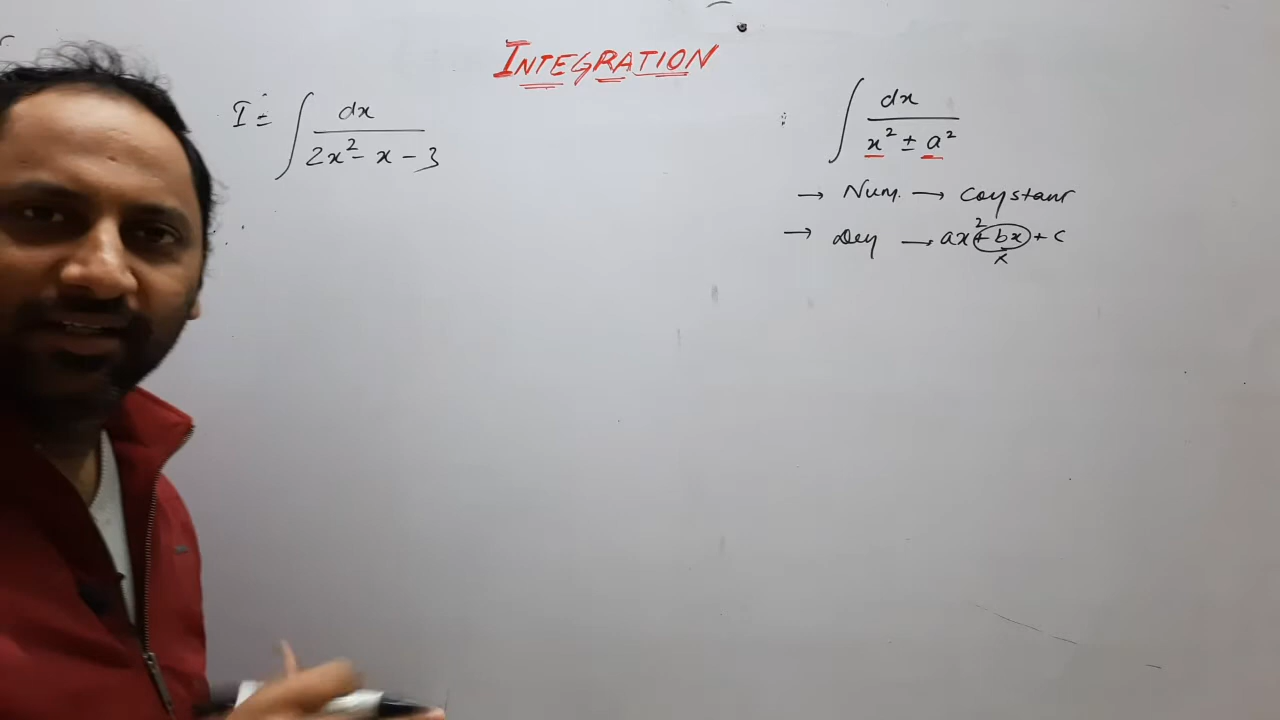 INTEGRATION
I = ∫ dx / 2x² - x - 3
∫ dx / x² ± a²
→ Num. → Constant
→ Den → ax² + bx + c
x